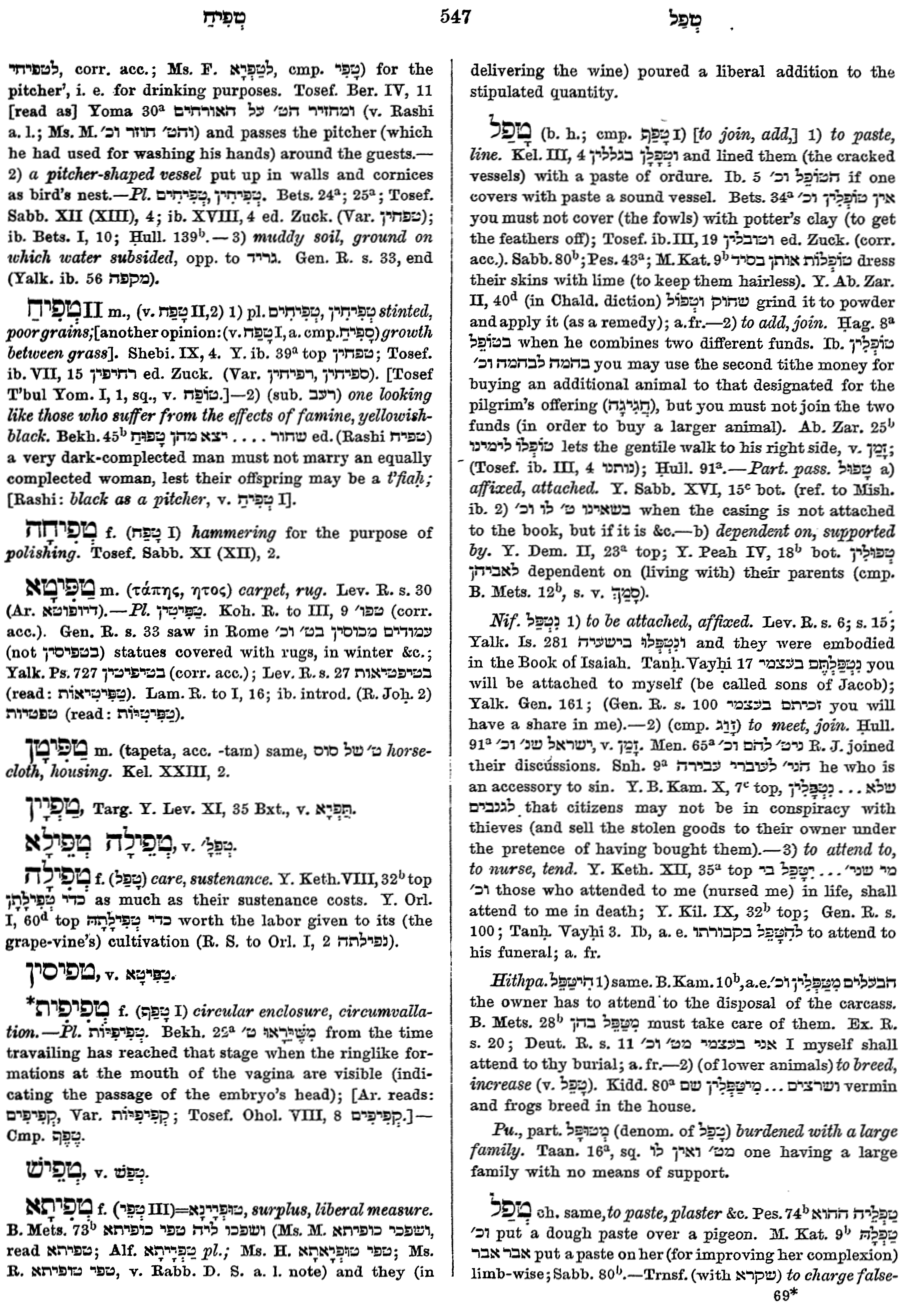 טְפִיחַ 547 טְפַל
לטפיחי, corr. acc.; Ms. F. לְטַפְּיָא, cmp. טָפֵי) for the
pitcher', i. e. for drinking purposes. Tosef. Ber. IV, 11
[read as] Yoma 30ᵃ ומחזיר הט' על האורחים (v. Rashi
a. l.; Ms. M. והט' חוזר וכ') and passes the pitcher (which
he had used for washing his hands) around the guests.—
2) a pitcher-shaped vessel put up in walls and cornices
as bird's nest.—Pl. טְפִיחִין, טְפִיחִים. Bets. 24ᵃ; 25ᵃ; Tosef.
Sabb. XII (XIII), 4; ib. XVIII, 4 ed. Zuck. (Var. טפחין);
ib. Bets. I, 10; Ḥull. 139ᵇ.—3) muddy soil, ground on
which water subsided, opp. to גריד. Gen. R. s. 33, end
(Yalk. ib. 56 מקפה).
טָפִיחַ II m., (v. טָפַח II, 2) 1) pl. טְפִיחִין, טְפִיחִים stinted,
poor grains; [another opinion: (v. טָפַח I, a. cmp. סָפִיחַ) growth
between grass]. Shebi. IX, 4. Y. ib. 39ᵃ top טפחין; Tosef.
ib. VII, 15 רחיפין ed. Zuck. (Var. ספיחין, רפיחין). [Tosef
T'bul Yom. I, 1, sq., v. טוֹפֵחַ.]—2) (sub. רעב) one looking
like those who suffer from the effects of famine, yellowish-
black. Bekh. 45ᵇ שחור .... יצא מהן טָפוּחַ ed. (Rashi טפיח)
a very dark-complected man must not marry an equally
complected woman, lest their offspring may be a t'fiaḥ;
[Rashi: black as a pitcher, v. טָפִיחַ I].
טְפִיחָה f. (טָפַח I) hammering for the purpose of
polishing. Tosef. Sabb. XI (XII), 2.
טַפִּיטָא m. (τάπης, ητος) carpet, rug. Lev. R. s. 30
(Ar. דיופוטא).—Pl. טַפִּיטִין. Koh. R. to III, 9 טפו' (corr.
acc.). Gen. R. s. 33 saw in Rome עמודים מכוסין בט' וכ'
(not בטפיסין) statues covered with rugs, in winter &c.;
Yalk. Ps. 727 בטיפיטין (corr. acc.); Lev. R. s. 27 בטיפטיאות
(read: טַפִּיטִיאוֹת). Lam. R. to I, 16; ib. introd. (R. Joḥ. 2)
טפטיות (read: טַפִּיטִיּוֹת).
טַפִּיטָן m. (tapeta, acc. -tam) same, ט' של סוס horse-
cloth, housing. Kel. XXIII, 2.
טַפְיָין, Targ. Y. Lev. XI, 35 Bxt., v. תַּפְיָא.
טְפֵילָה טְפֵילָא, v. טְפֵלָ'.
טְפִילָה f. (טָפַל) care, sustenance. Y. Keth. VIII, 32ᵇ top
כדי טְפִילָתָן as much as their sustenance costs. Y. Orl.
I, 60ᵈ top כדי טְפִילָתָהּ worth the labor given to its (the
grape-vine's) cultivation (R. S. to Orl. I, 2 נפילתה).
טפיסין, v. טַפִּיטָא.
*טְפִיפִית f. (טָפַף I) circular enclosure, circumvalla-
tion.—Pl. טְפִיפִיּוֹת. Bekh. 22ᵃ מִשֶּׁיֵּרָאוּ ט' from the time
travailing has reached that stage when the ringlike for-
mations at the mouth of the vagina are visible (indi-
cating the passage of the embryo's head); [Ar. reads:
קְפִיפִים, Var. קְפִיפִיּוֹת; Tosef. Ohol. VIII, 8 קְפִיפִים.]—
Cmp. טָפַף.
טְפֵישׁ, v. טְפַשׁ.
טְפִיתָא f. (טְפֵי III)=טוּפְיָינָא, surplus, liberal measure.
B. Mets. 73ᵇ ושפכו ליה טפי כופיתא (Ms. M. ושפכי כופיתא,
read טפיתא; Alf. טְפִיָיתָא pl.; Ms. H. טפי טוּפְיָאתָא; Ms.
R. טפי טופיתא, v. Rabb. D. S. a. l. note) and they (in
delivering the wine) poured a liberal addition to the
stipulated quantity.
טָפַל (b. h.; cmp. טָפַף I) [to join, add,] 1) to paste,
line. Kel. III, 4 וטְפָלָן בגללין and lined them (the cracked
vessels) with a paste of ordure. Ib. 5 הטוֹפֵל וכ' if one
covers with paste a sound vessel. Bets. 34ᵃ אין טוֹפְלִין וכ'
you must not cover (the fowls) with potter's clay (to get
the feathers off); Tosef. ib. III, 19 וטובלין ed. Zuck. (corr.
acc.). Sabb. 80ᵇ; Pes. 43ᵃ; M. Kat. 9ᵇ טוֹפְלוֹת אותן בסיד dress
their skins with lime (to keep them hairless). Y. Ab. Zar.
II, 40ᵈ (in Chald. diction) שחוק וטְפוֹל grind it to powder
and apply it (as a remedy); a. fr.—2) to add, join. Hag. 8ᵃ
בטוֹפֵל when he combines two different funds. Ib. טוֹפְלִין
בהמה לבהמה וכ' you may use the second tithe money for
buying an additional animal to that designated for the
pilgrim's offering (חֲגִיגָה), but you must not join the two
funds (in order to buy a larger animal). Ab. Zar. 25ᵇ
טופלו לימינו lets the gentile walk to his right side, v. זָמַן;
(Tosef. ib. III, 4 נותנו); Ḥull. 91ᵃ.—Part. pass. טָפוּל a)
affixed, attached. Y. Sabb. XVI, 15ᶜ bot. (ref. to Mish.
ib. 2) בשאינו ט' לו וכ' when the casing is not attached
to the book, but if it is &c.—b) dependent on, supported
by. Y. Dem. II, 23ᵃ top; Y. Peah IV, 18ᵇ bot. טְפוּלִין
לאביהן dependent on (living with) their parents (cmp.
B. Mets. 12ᵇ, s. v. סָמַךְ).
Nif. נִטְפַּל 1) to be attached, affixed. Lev. R. s. 6; s. 15;
Yalk. Is. 281 ונִטְפְּלוּ בישעיה and they were embodied
in the Book of Isaiah. Tanḥ. Vayḥi 17 נִטְפַּלְתֶּם בעצמי you
will be attached to myself (be called sons of Jacob);
Yalk. Gen. 161; (Gen. R. s. 100 זכיתם בעצמי you will
have a share in me).—2) (cmp. זָוַג) to meet, join. Ḥull.
91ᵃ ישראל שנ' וכ', v. זָמַן. Men. 65ᵃ ניט' להם וכ' R. J. joined
their discussions. Snh. 9ᵃ הני' לעוברי עבירה he who is
an accessory to sin. Y. B. Kam. X, 7ᶜ top, שלא ... נִטְפָּלִין
לגנבים that citizens may not be in conspiracy with
thieves (and sell the stolen goods to their owner under
the pretence of having bought them).—3) to attend to,
to nurse, tend. Y. Keth. XII, 35ᵃ top מי שני' ... יִטָּפֵל בי
וכ' those who attended to me (nursed me) in life, shall
attend to me in death; Y. Kil. IX, 32ᵇ top; Gen. R. s.
100; Tanḥ. Vayḥi 3. Ib, a. e. לְהִטָּפֵל בקבורתו to attend to
his funeral; a. fr.
Hithpa. הִיטַּפֵּל 1) same. B. Kam. 10ᵇ, a. e. הבעלים מִטַּפְּלִין וכ'
the owner has to attend to the disposal of the carcass.
B. Mets. 28ᵇ מִטַּפֵּל בהן must take care of them. Ex. R.
s. 20; Deut. R. s. 11 אני בעצמי מט' וכ' I myself shall
attend to thy burial; a. fr.—2) (of lower animals) to breed,
increase (v. טָפֵל). Kidd. 80ᵃ ושרצים ... מִיטַּפְּלִין שם vermin
and frogs breed in the house.
Pu., part. מְטוּפָּל (denom. of טָפֵל) burdened with a large
family. Taan. 16ᵃ, sq. מט' ואין לו one having a large
family with no means of support.
טְפַל ch. same, to paste, plaster &c. Pes. 74ᵇ טַפְלֵיהּ ההוא
וכ' put a dough paste over a pigeon. M. Kat. 9ᵇ טַפְלָהּ
אבר אבר put a paste on her (for improving her complexion)
limb-wise; Sabb. 80ᵇ.—Trnsf. (with שקרא) to charge false-
69*